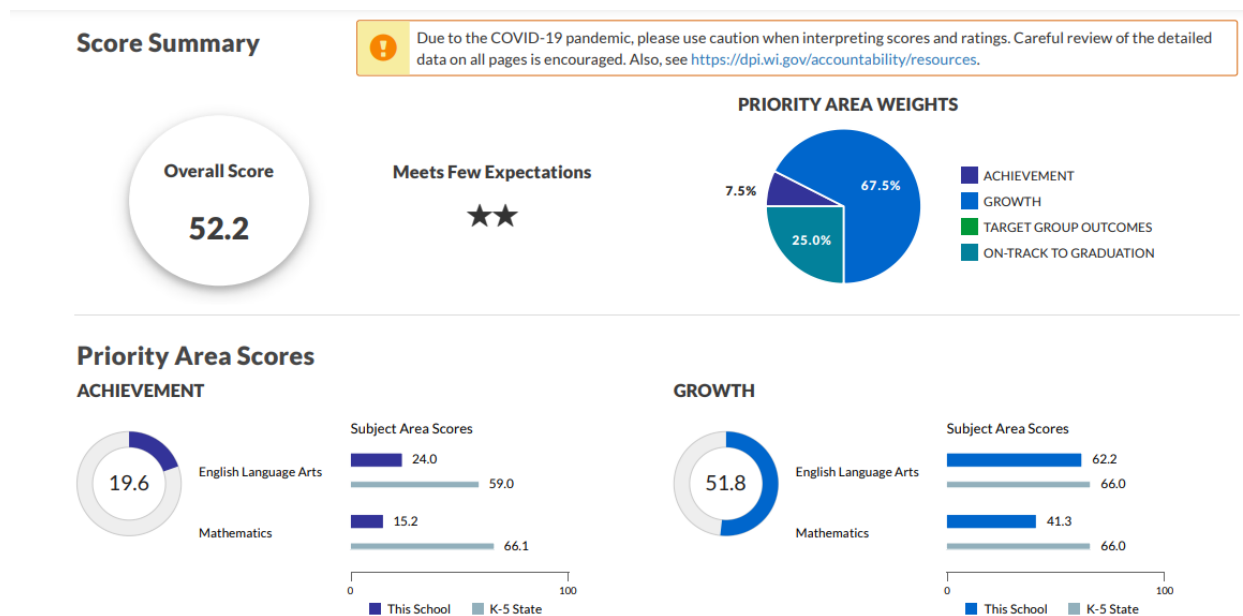 Score Summary
Due to the COVID-19 pandemic, please use caution when interpreting scores and ratings. Careful review of the detailed
data on all pages is encouraged. Also, see https://dpi.wi.gov/accountability/resources.
Overall Score
52.2
Meets Few Expectations
★★
PRIORITY AREA WEIGHTS
7.5%
67.5%
25.0%
ACHIEVEMENT
GROWTH
TARGET GROUP OUTCOMES
ON-TRACK TO GRADUATION
Priority Area Scores
ACHIEVEMENT
19.6
Subject Area Scores
English Language Arts
24.0
59.0
Mathematics
15.2
66.1
0
100
This School
K-5 State
GROWTH
51.8
Subject Area Scores
English Language Arts
62.2
66.0
Mathematics
41.3
66.0
0
100
This School
K-5 State